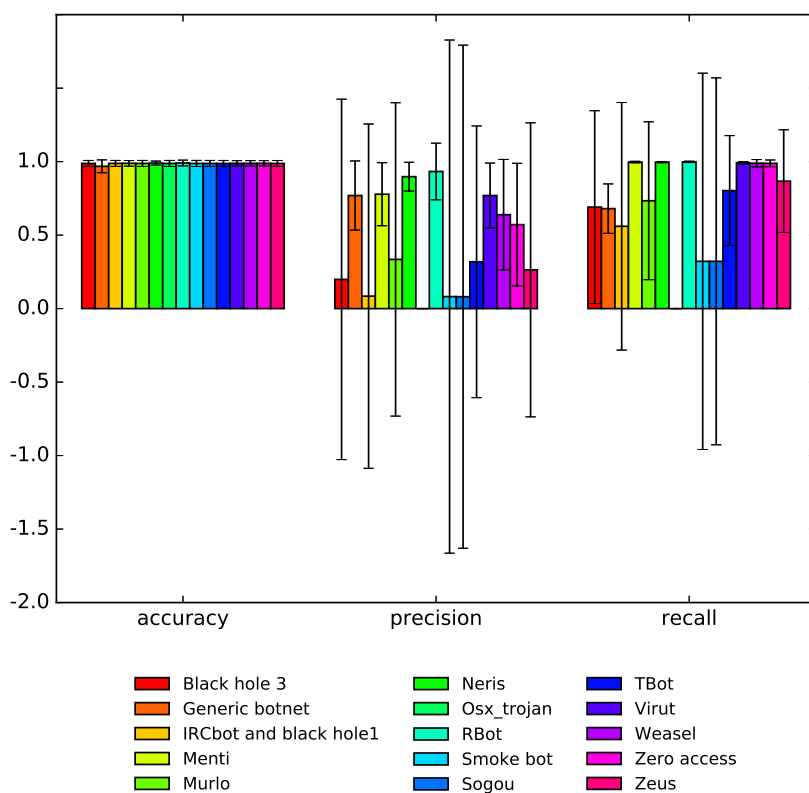 1.0
0.5
0.0
-0.5
-1.0
-1.5
-2.0
accuracy precision recall
Black hole 3
Generic botnet
IRCbot and black hole1
Menti
Murlo
Neris
Osx_trojan
RBot
Smoke bot
Sogou
TBot
Virut
Weasel
Zero access
Zeus